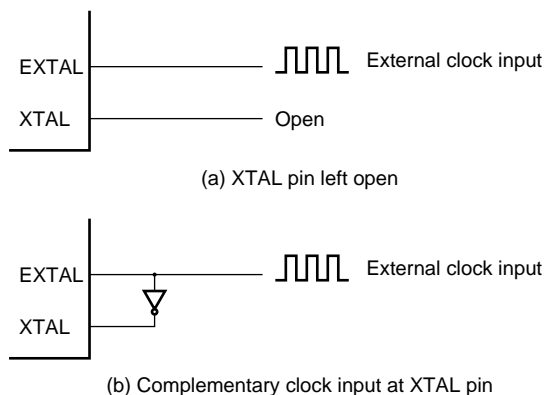 EXTAL External clock input
XTAL Open
(a) XTAL pin left open
EXTAL External clock input
XTAL
(b) Complementary clock input at XTAL pin